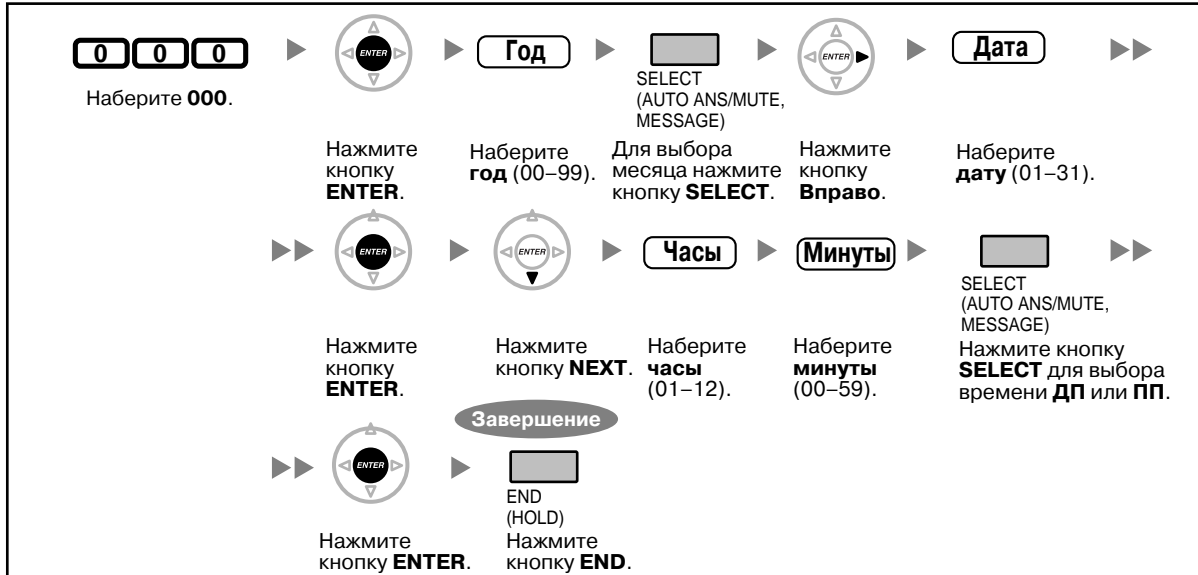 0 0 0
Наберите 000.
ENTER
Нажмите
кнопку
ENTER.
Год
Наберите
год (00–99).
SELECT
(AUTO ANS/MUTE,
MESSAGE)
Для выбора
месяца нажмите
кнопку SELECT.
ENTER
Нажмите
кнопку
Вправо.
Дата
Наберите
дату (01–31).
ENTER
Нажмите
кнопку
ENTER.
ENTER
Нажмите
кнопку NEXT.
Часы
Наберите
часы
(01–12).
Минуты
Наберите
минуты
(00–59).
SELECT
(AUTO ANS/MUTE,
MESSAGE)
Нажмите кнопку
SELECT для выбора
времени ДП или ПП.
ENTER
Нажмите
кнопку ENTER.
Завершение
END
(HOLD)
Нажмите
кнопку END.